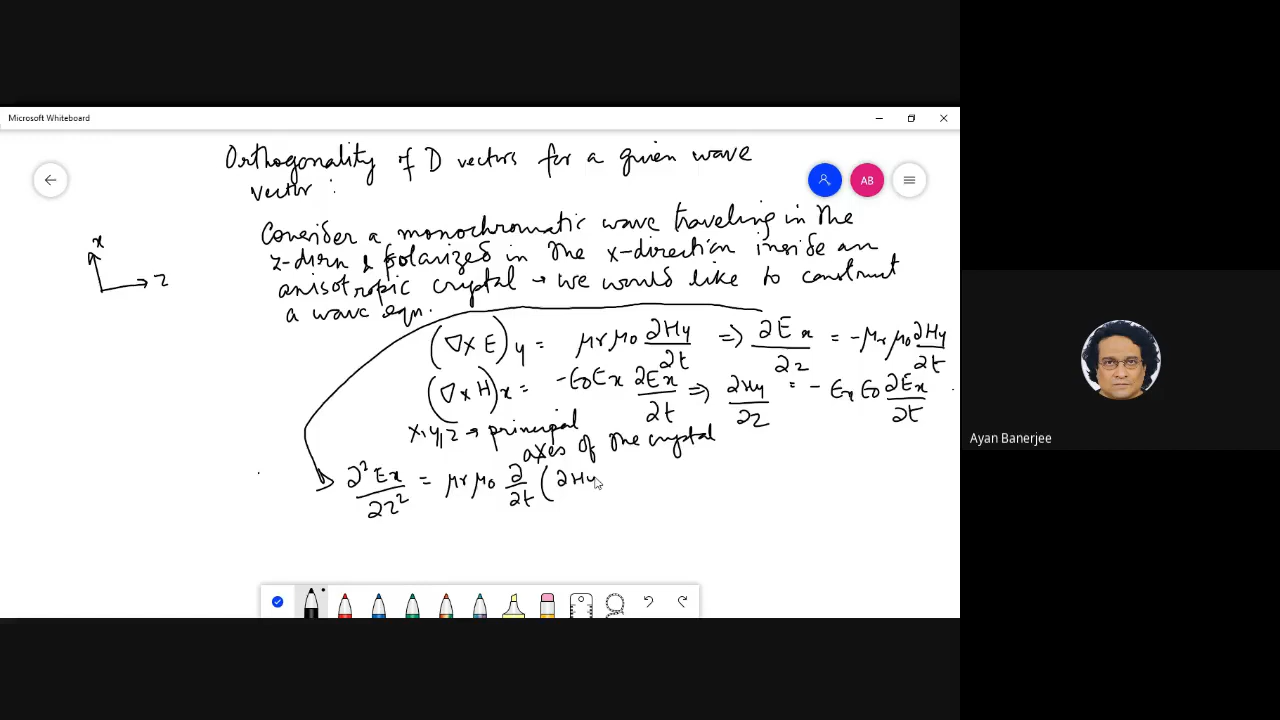 Microsoft Whiteboard
Orthogonality of D vectors for a given wave
vector :
AB
Consider a monochromatic wave traveling in the
z-dirn & polarized in the x-direction inside an
anisotropic crystal → we would like to construct
a wave eqn.
x
z
(∇×E)y = μrμ0 ∂Hy/∂t ⇒ ∂Ex/∂z = -μrμ0 ∂Hy/∂t
(∇×H)x = -ϵ0ϵx ∂Ex/∂t ⇒ ∂Hy/∂z = -ϵxϵ0 ∂Ex/∂t
x,y,z → principal
axes of the crystal
∂²Ex/∂z² = μrμ0 ∂/∂t (∂Hy
Ayan Banerjee